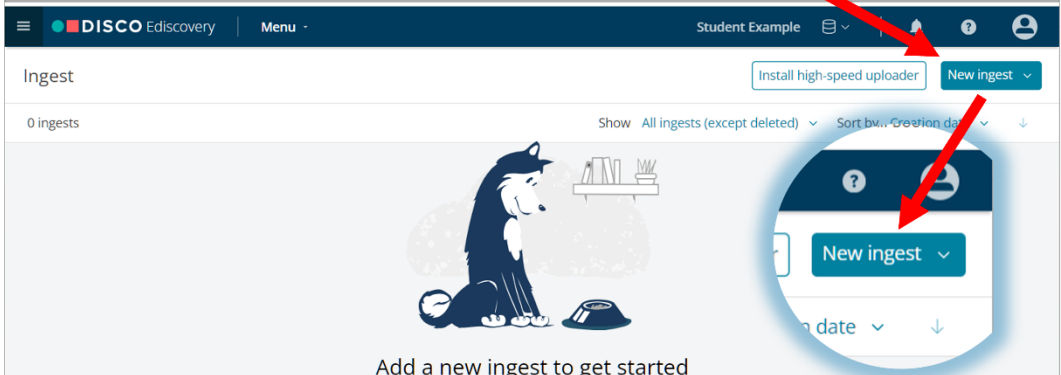 DISCO Ediscovery Menu Student Example
Ingest Install high-speed uploader New ingest
0 ingests Show All ingests (except deleted) Sort by... Creation date
?
New ingest
date
Add a new ingest to get started